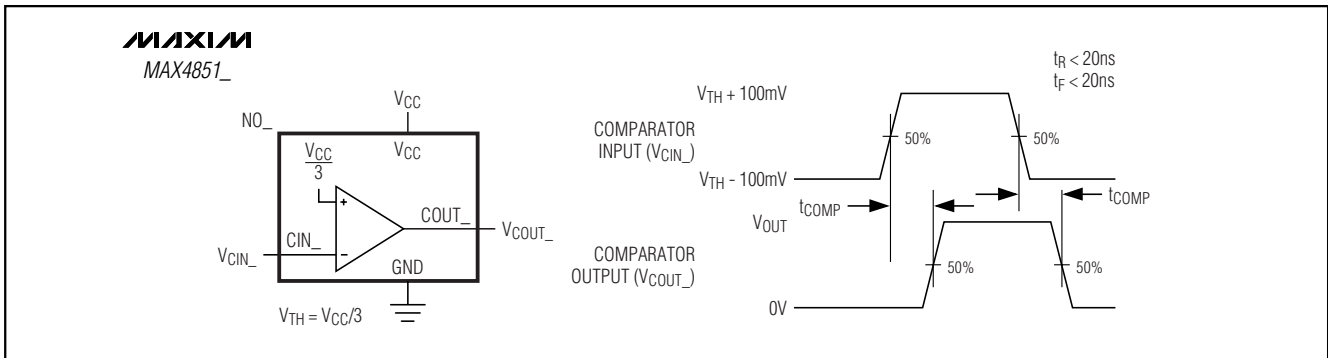 MAXIM
MAX4851_
NO_
VCC
VCC
VCC
3
+
-
CIN_
VCIN_
COUT_
VCOUT_
GND
VTH = VCC/3
tR < 20ns
tF < 20ns
VTH + 100mV
COMPARATOR
INPUT (VCIN_)
50%
50%
VTH - 100mV
tCOMP
tCOMP
VOUT
COMPARATOR
OUTPUT (VCOUT_)
50%
50%
0V